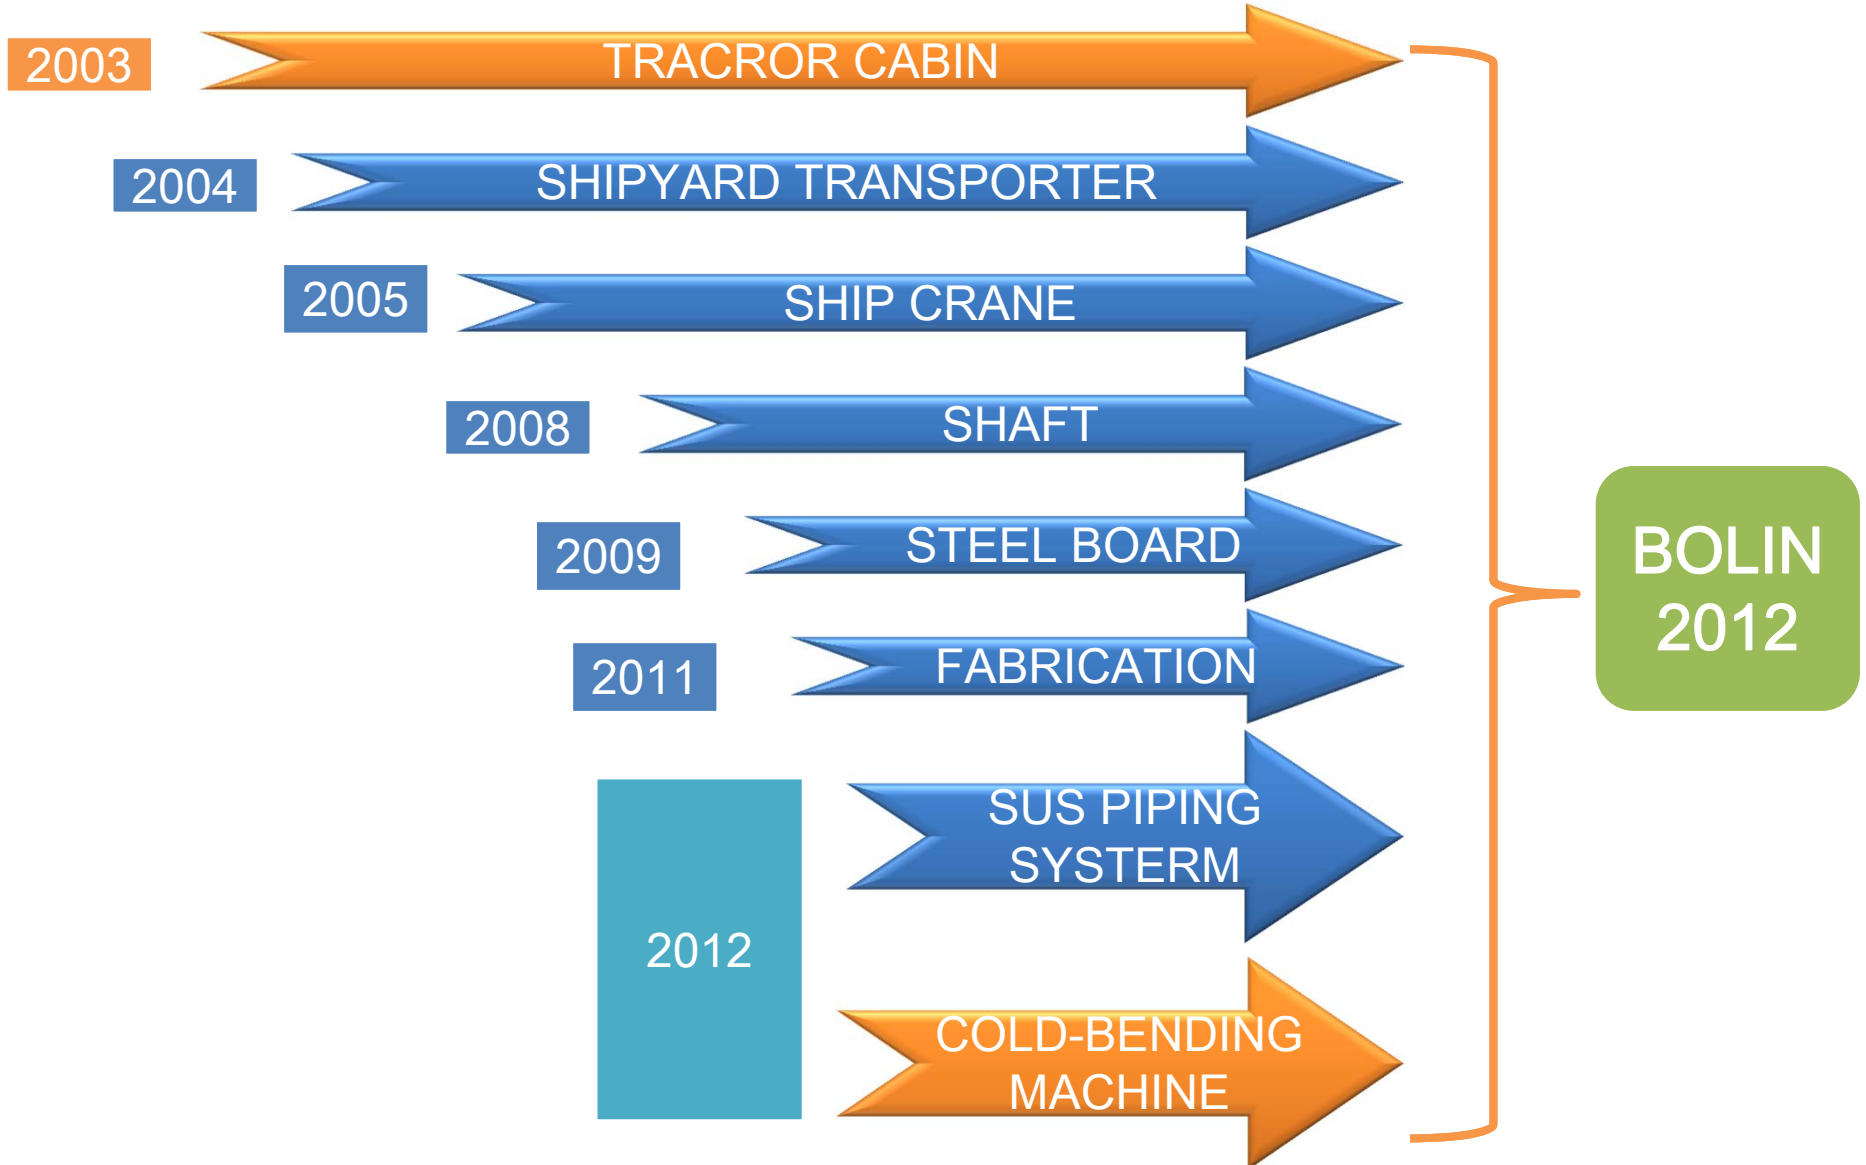 2003
TRACROR CABIN
2004
SHIPYARD TRANSPORTER
2005
SHIP CRANE
2008
SHAFT
2009
STEEL BOARD
2011
FABRICATION
2012
SUS PIPING
SYSTERM
COLD-BENDING
MACHINE
BOLIN
2012